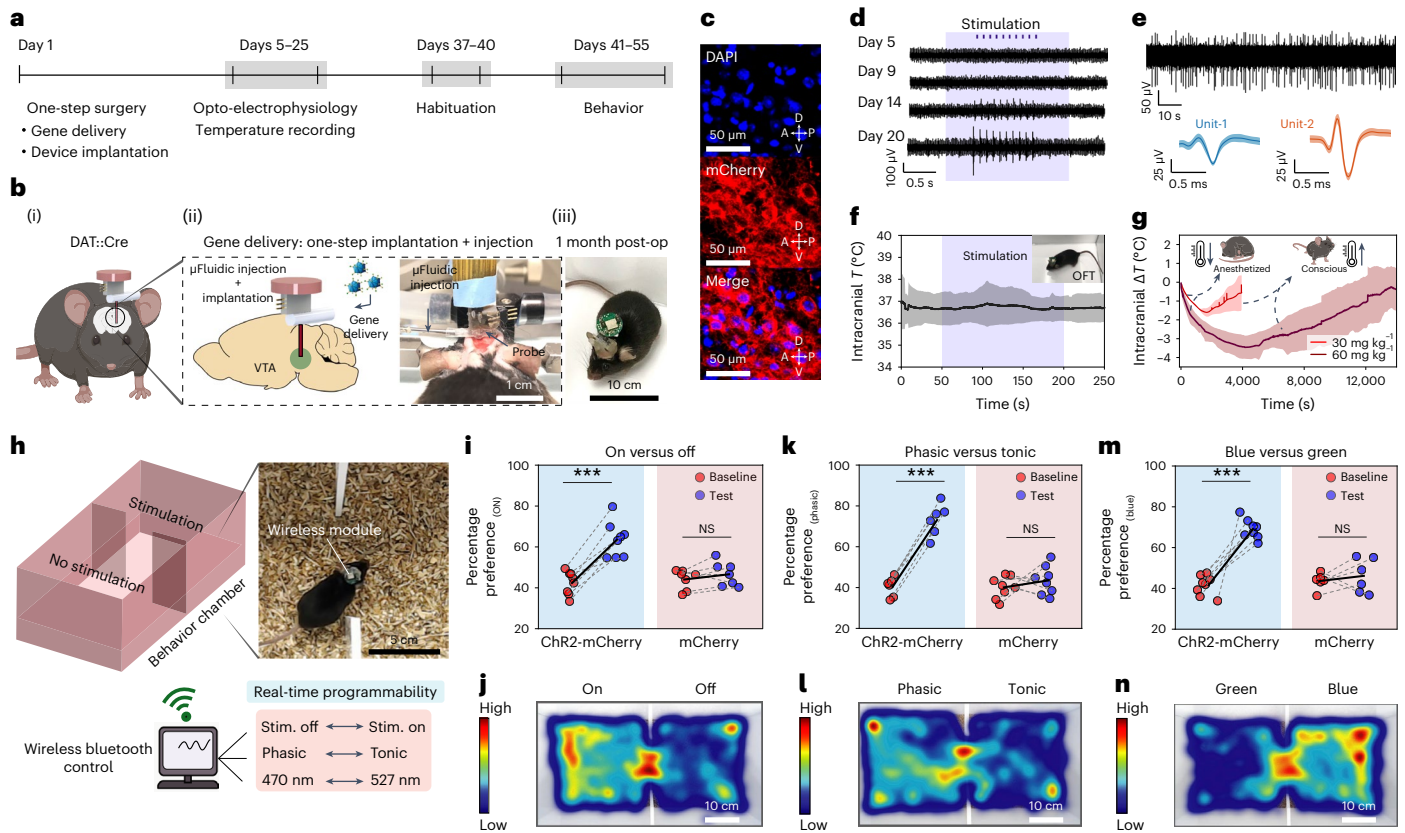 a
Day 1
Days 5–25
Days 37–40
Days 41–55
One-step surgery
• Gene delivery
• Device implantation
Opto-electrophysiology
Temperature recording
Habituation
Behavior
b
(i)
DAT::Cre
(ii)
Gene delivery: one-step implantation + injection
µFluidic injection
+
implantation
Gene
delivery
VTA
µFluidic
injection
Probe
1 cm
(iii)
1 month post-op
10 cm
c
DAPI
50 µm
D
A
P
V
mCherry
50 µm
D
A
P
V
Merge
50 µm
D
A
P
V
d
Stimulation
Day 5
Day 9
Day 14
Day 20
100 µV
0.5 s
e
50 µV
10 s
Unit-1
Unit-2
25 µV
0.5 ms
25 µV
0.5 ms
f
Intracranial T (°C)
40
39
38
37
36
35
34
Stimulation
OFT
0
50
100
150
200
250
Time (s)
g
Intracranial ΔT (°C)
2
1
0
–1
–2
–3
–4
Anesthetized
Conscious
30 mg kg–1
60 mg kg–1
0
4,000
8,000
12,000
Time (s)
h
Stimulation
No stimulation
Behavior chamber
Wireless module
5 cm
Wireless bluetooth
control
Real-time programmability
Stim. off
Stim. on
Phasic
Tonic
470 nm
527 nm
i
On versus off
Percentage
preference (ON)
100
80
60
40
20
***
NS
Baseline
Test
ChR2-mCherry
mCherry
j
On
Off
High
Low
10 cm
k
Phasic versus tonic
Percentage
preference (phasic)
100
80
60
40
20
***
NS
Baseline
Test
ChR2-mCherry
mCherry
l
Phasic
Tonic
High
Low
10 cm
m
Blue versus green
Percentage
preference (blue)
100
80
60
40
20
***
NS
Baseline
Test
ChR2-mCherry
mCherry
n
Green
Blue
High
Low
10 cm